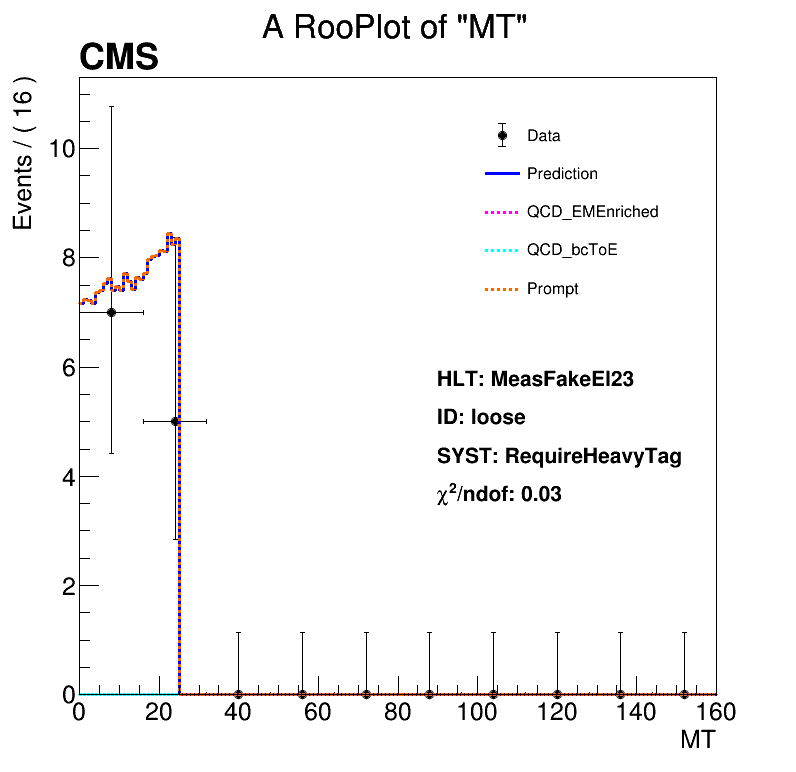 A RooPlot of "MT"
CMS
Events / ( 16 )
10
8
6
4
2
0
Data
Prediction
QCD_EMEnriched
QCD_bcToE
Prompt
HLT: MeasFakeEl23
ID: loose
SYST: RequireHeavyTag
χ²/ndof: 0.03
0 20 40 60 80 100 120 140 160
MT